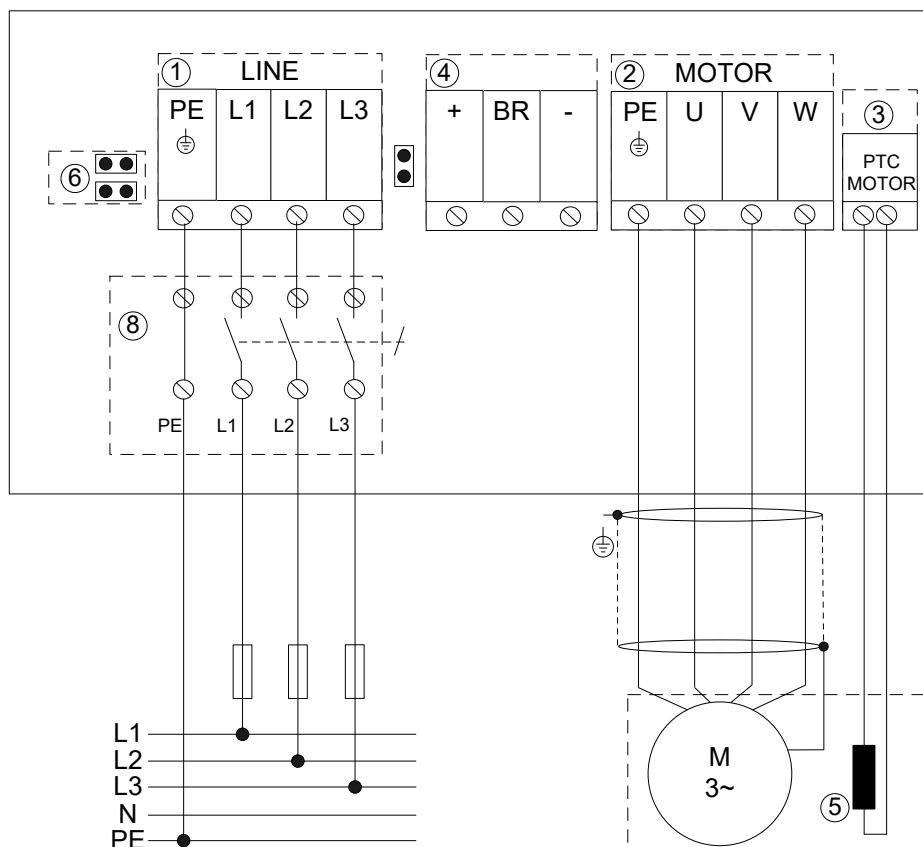 ① LINE
PE L1 L2 L3
④
+ BR -
② MOTOR
PE U V W
③
PTC
MOTOR
⑥
⑧
PE L1 L2 L3
L1
L2
L3
N
PE
M
3~
⑤